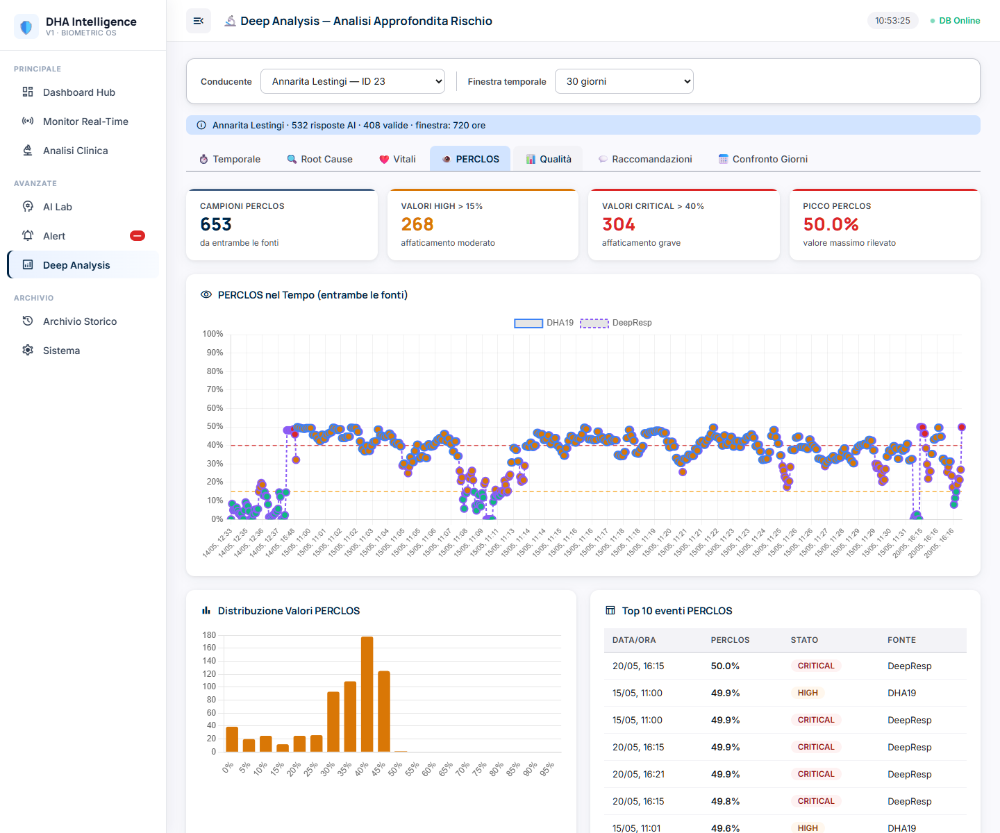 DHA Intelligence
V1 · BIOMETRIC OS
PRINCIPALE
Dashboard Hub
Monitor Real-Time
Analisi Clinica
AVANZATE
AI Lab
Alert
Deep Analysis
ARCHIVIO
Archivio Storico
Sistema
Deep Analysis — Analisi Approfondita Rischio
10:53:25
DB Online
Conducente
Annarita Lestingi — ID 23
Finestra temporale
30 giorni
Annarita Lestingi · 532 risposte AI · 408 valide · finestra: 720 ore
Temporale
Root Cause
Vitali
PERCLOS
Qualità
Raccomandazioni
Confronto Giorni
CAMPIONI PERCLOS
653
da entrambe le fonti
VALORI HIGH > 15%
268
affaticamento moderato
VALORI CRITICAL > 40%
304
affaticamento grave
PICCO PERCLOS
50.0%
valore massimo rilevato
PERCLOS nel Tempo (entrambe le fonti)
DHA19
DeepResp
100%
90%
80%
70%
60%
50%
40%
30%
20%
10%
0%
14/05, 12:33
14/05, 12:35
14/05, 12:36
14/05, 12:37
14/05, 15:48
15/05, 11:00
15/05, 11:01
15/05, 11:02
15/05, 11:02
15/05, 11:03
15/05, 11:04
15/05, 11:05
15/05, 11:05
15/05, 11:06
15/05, 11:07
15/05, 11:08
15/05, 11:09
15/05, 11:11
15/05, 11:13
15/05, 11:14
15/05, 11:14
15/05, 11:15
15/05, 11:16
15/05, 11:16
15/05, 11:17
15/05, 11:18
15/05, 11:18
15/05, 11:19
15/05, 11:20
15/05, 11:21
15/05, 11:21
15/05, 11:22
15/05, 11:23
15/05, 11:23
15/05, 11:24
15/05, 11:25
15/05, 11:26
15/05, 11:26
15/05, 11:27
15/05, 11:28
15/05, 11:29
15/05, 11:29
15/05, 11:30
15/05, 11:31
20/05, 16:15
20/05, 16:16
20/05, 16:16
Distribuzione Valori PERCLOS
180
160
140
120
100
80
60
40
20
0
0%
5%
10%
15%
20%
25%
30%
35%
40%
45%
50%
55%
60%
65%
70%
75%
80%
85%
90%
95%
Top 10 eventi PERCLOS
DATA/ORA PERCLOS STATO FONTE
20/05, 16:15 50.0% CRITICAL DeepResp
15/05, 11:00 49.9% HIGH DHA19
15/05, 11:00 49.9% CRITICAL DeepResp
20/05, 16:15 49.9% CRITICAL DeepResp
20/05, 16:21 49.9% CRITICAL DeepResp
20/05, 16:15 49.8% CRITICAL DeepResp
15/05, 11:01 49.6% HIGH DHA19